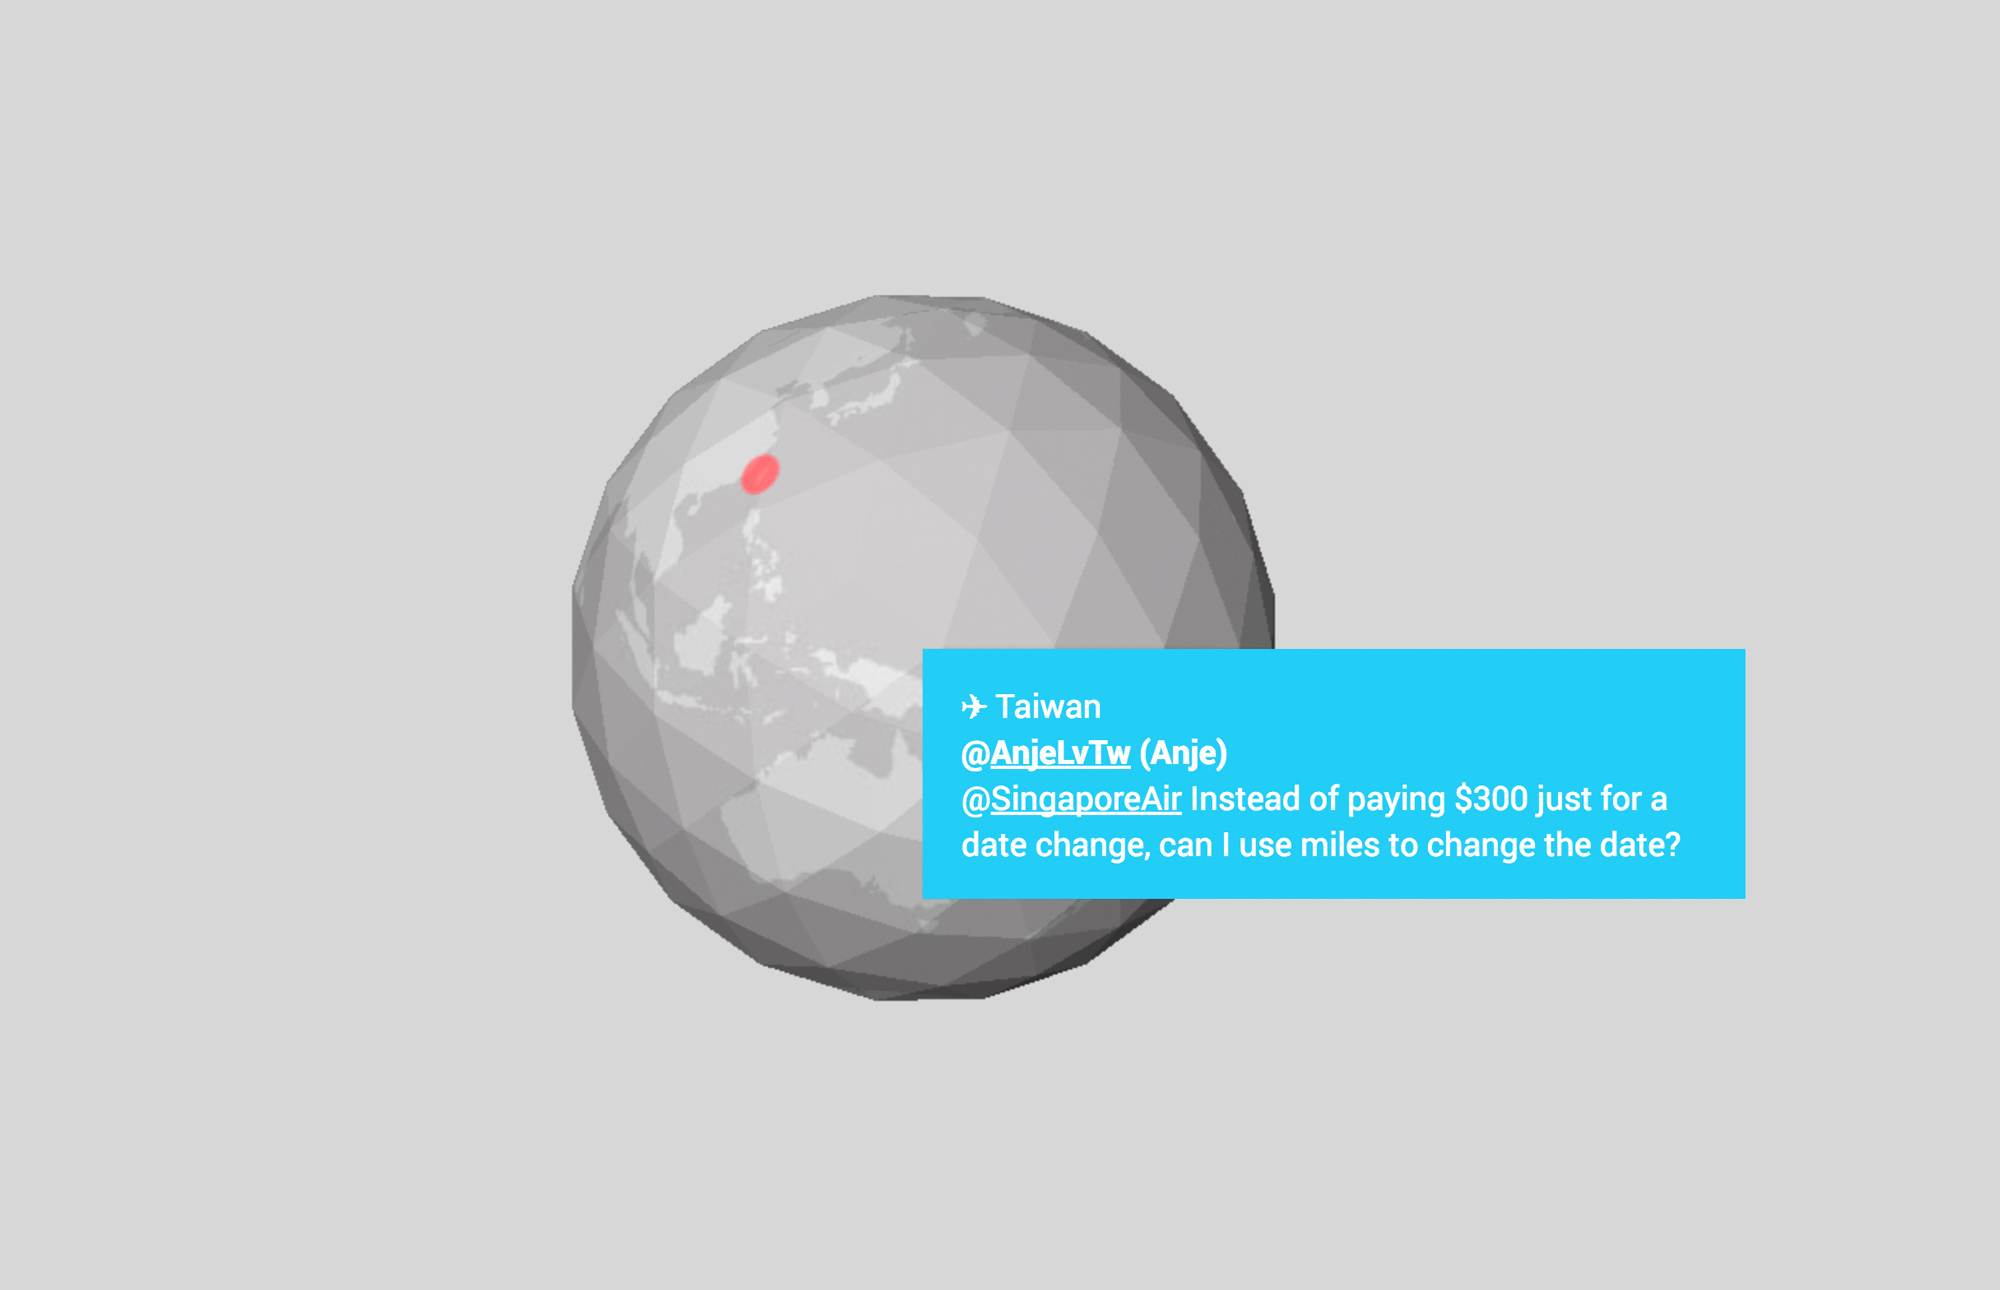 ✈ Taiwan
@AnjeLvTw (Anje)
@SingaporeAir Instead of paying $300 just for a
date change, can I use miles to change the date?